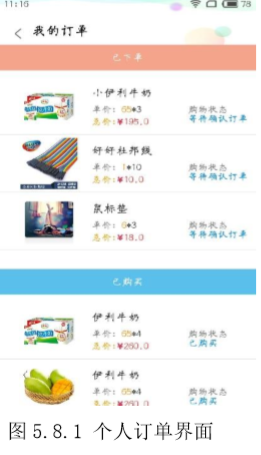 11:16
78
我的订单
已下单
小伊利牛奶
单价：65*3
购物状态
总价:¥195.0
等待确认订单
好好杜邦线
单价：1*10
购物状态
总价:¥10.0
等待确认订单
鼠标垫
单价：6*3
购物状态
总价:¥18.0
等待确认订单
已购买
伊利牛奶
单价：65*4
购物状态
总价:¥260.0
已购买
伊利牛奶
单价：65*4
购物状态
总价:¥260.0
已购买
图 5.8.1 个人订单界面